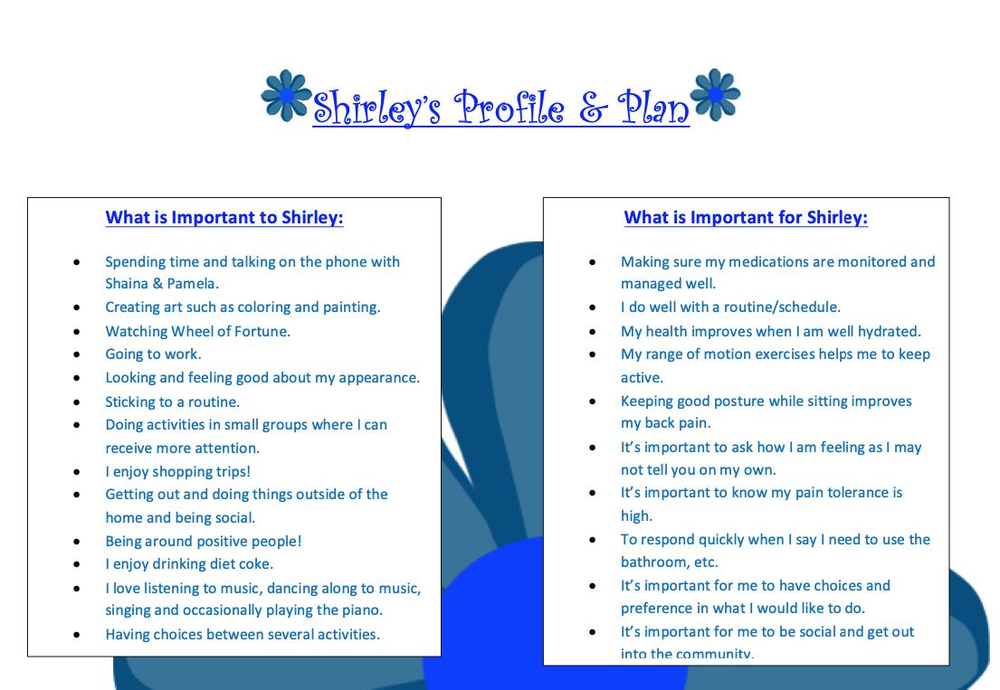 Shirley's Profile & Plan
What is Important to Shirley:
• Spending time and talking on the phone with
Shaina & Pamela.
• Creating art such as coloring and painting.
• Watching Wheel of Fortune.
• Going to work.
• Looking and feeling good about my appearance.
• Sticking to a routine.
• Doing activities in small groups where I can
receive more attention.
• I enjoy shopping trips!
• Getting out and doing things outside of the
home and being social.
• Being around positive people!
• I enjoy drinking diet coke.
• I love listening to music, dancing along to music,
singing and occasionally playing the piano.
• Having choices between several activities.
What is Important for Shirley:
• Making sure my medications are monitored and
managed well.
• I do well with a routine/schedule.
• My health improves when I am well hydrated.
• My range of motion exercises helps me to keep
active.
• Keeping good posture while sitting improves
my back pain.
• It’s important to ask how I am feeling as I may
not tell you on my own.
• It’s important to know my pain tolerance is
high.
• To respond quickly when I say I need to use the
bathroom, etc.
• It’s important for me to have choices and
preference in what I would like to do.
• It’s important for me to be social and get out
into the community.